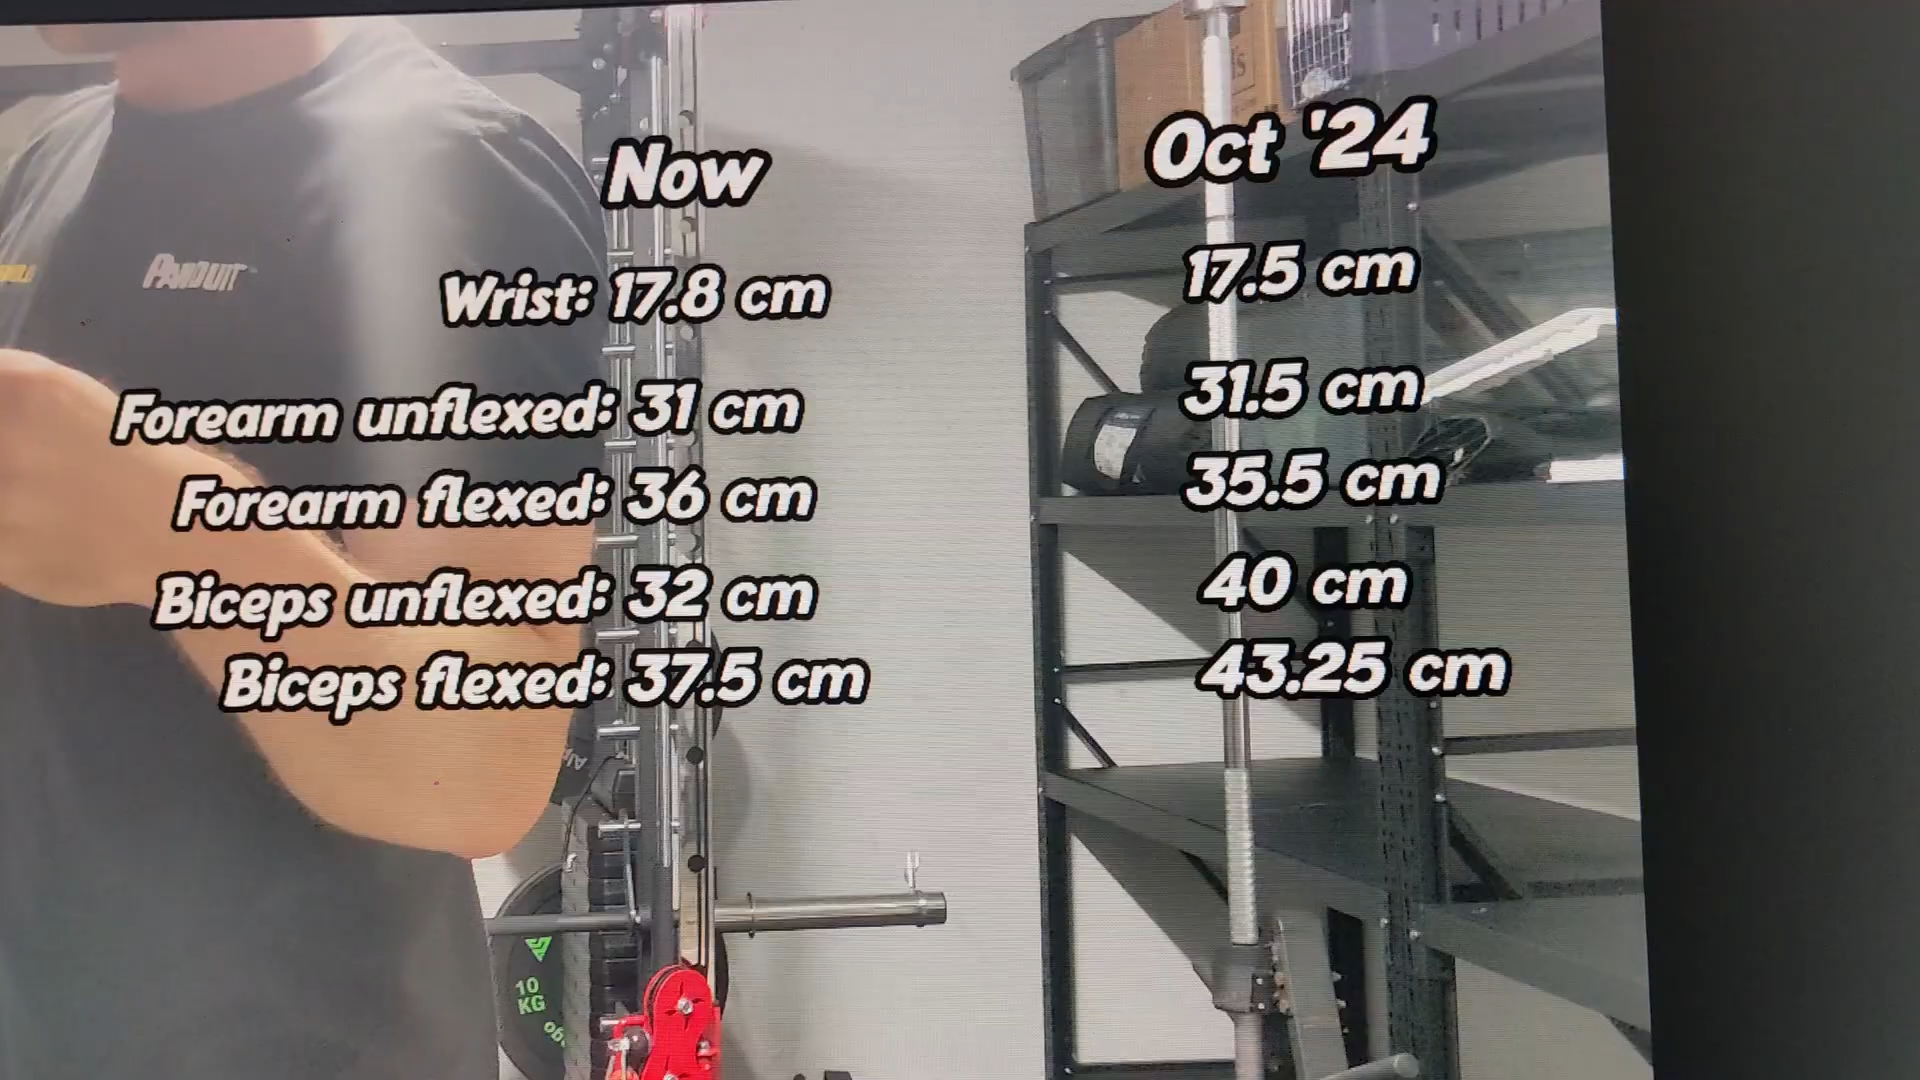 Now Oct '24
PANDUIT
Wrist: 17.8 cm 17.5 cm
Forearm unflexed: 31 cm 31.5 cm
Forearm flexed: 36 cm 35.5 cm
Biceps unflexed: 32 cm 40 cm
Biceps flexed: 37.5 cm 43.25 cm
10
KG